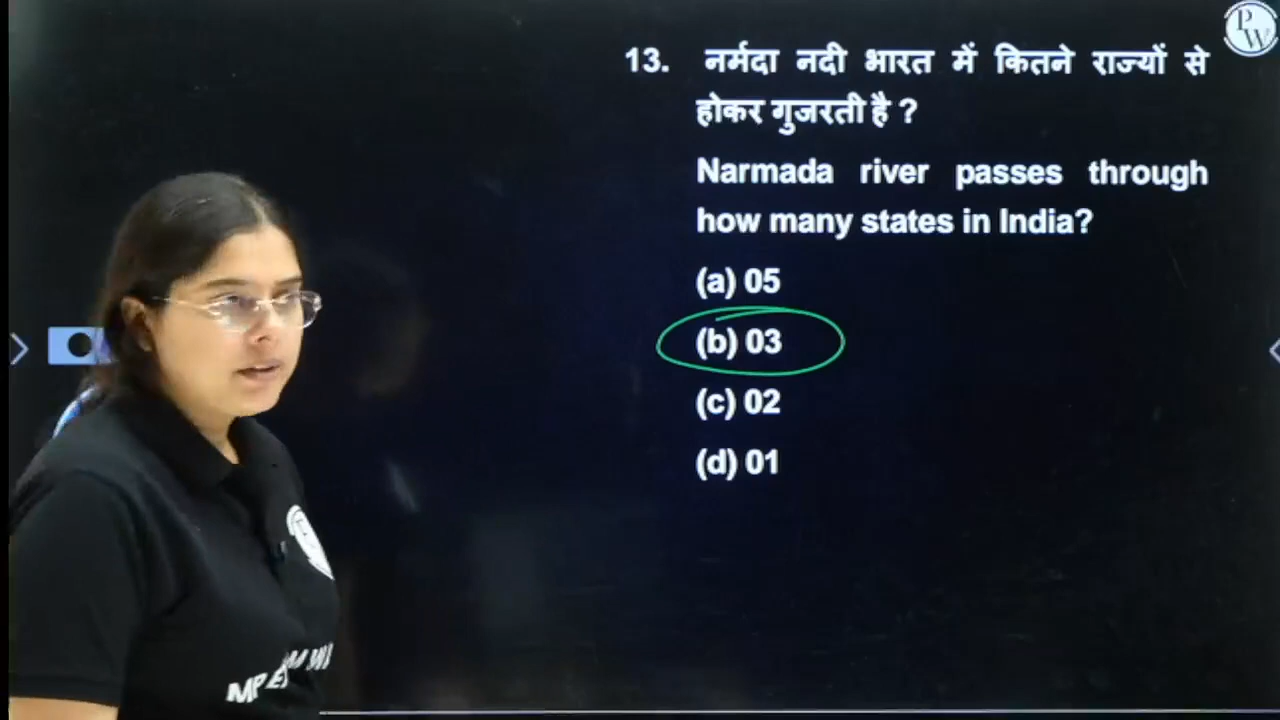 PW
13. नर्मदा नदी भारत में कितने राज्यों से
होकर गुजरती है ?
Narmada river passes through
how many states in India?
(a) 05
(b) 03
(c) 02
(d) 01